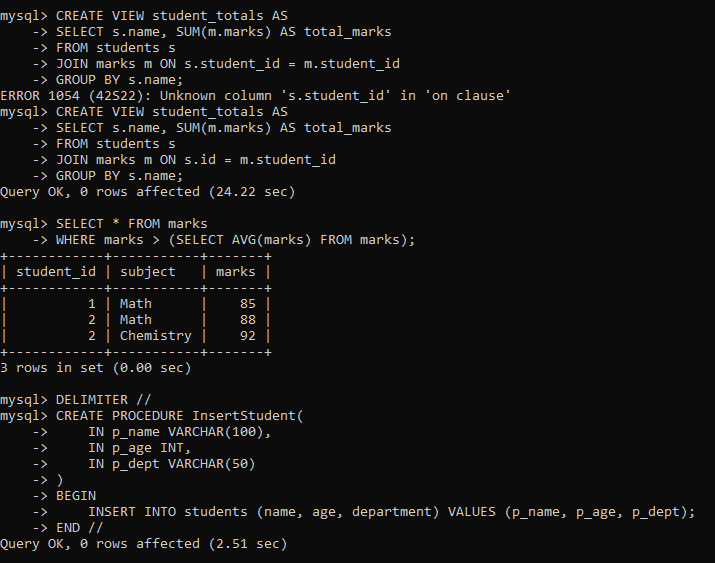 mysql> CREATE VIEW student_totals AS
    -> SELECT s.name, SUM(m.marks) AS total_marks
    -> FROM students s
    -> JOIN marks m ON s.student_id = m.student_id
    -> GROUP BY s.name;
ERROR 1054 (42S22): Unknown column 's.student_id' in 'on clause'
mysql> CREATE VIEW student_totals AS
    -> SELECT s.name, SUM(m.marks) AS total_marks
    -> FROM students s
    -> JOIN marks m ON s.id = m.student_id
    -> GROUP BY s.name;
Query OK, 0 rows affected (24.22 sec)

mysql> SELECT * FROM marks
    -> WHERE marks > (SELECT AVG(marks) FROM marks);
+------------+-----------+-------+
| student_id | subject   | marks |
+------------+-----------+-------+
|          1 | Math      |    85 |
|          2 | Math      |    88 |
|          2 | Chemistry |    92 |
+------------+-----------+-------+
3 rows in set (0.00 sec)

mysql> DELIMITER //
mysql> CREATE PROCEDURE InsertStudent(
    ->     IN p_name VARCHAR(100),
    ->     IN p_age INT,
    ->     IN p_dept VARCHAR(50)
    -> )
    -> BEGIN
    ->     INSERT INTO students (name, age, department) VALUES (p_name, p_age, p_dept);
    -> END //
Query OK, 0 rows affected (2.51 sec)